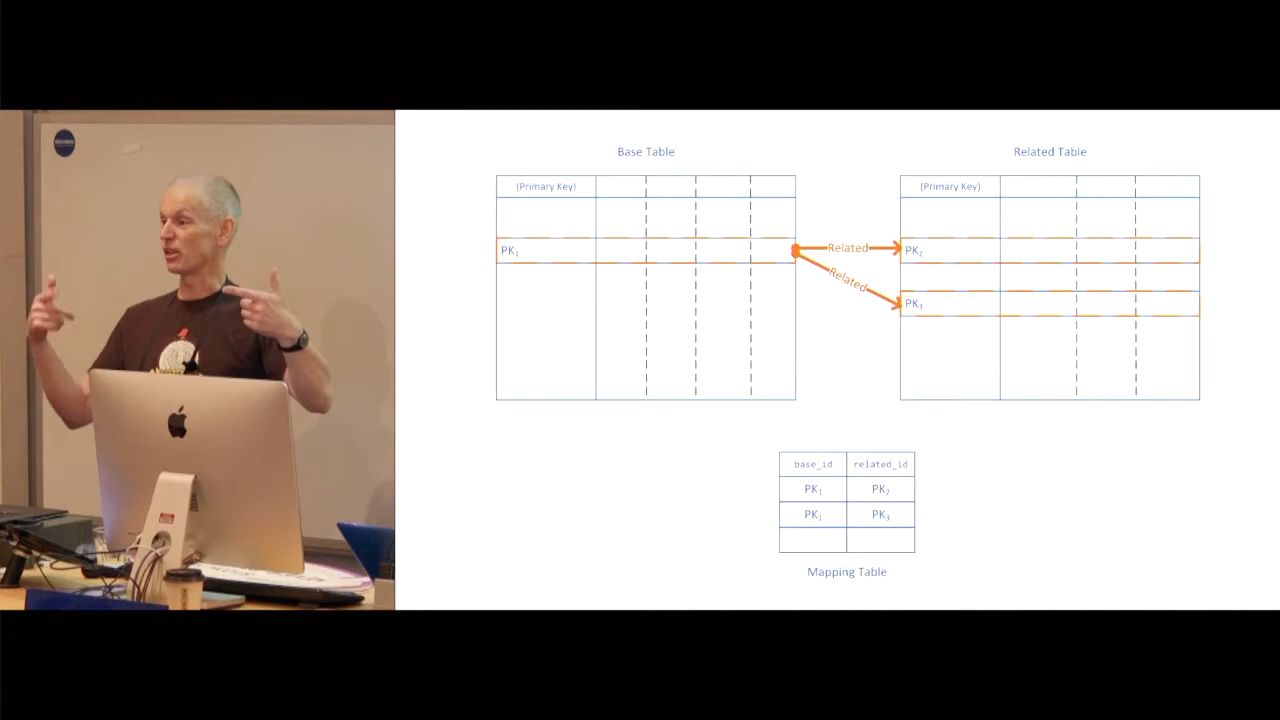 Base Table
Related Table
(Primary Key)
(Primary Key)
PK₁
Related
PK₂
Related
PK₃
base_id
related_id
PK₁
PK₂
PK₁
PK₃
Mapping Table